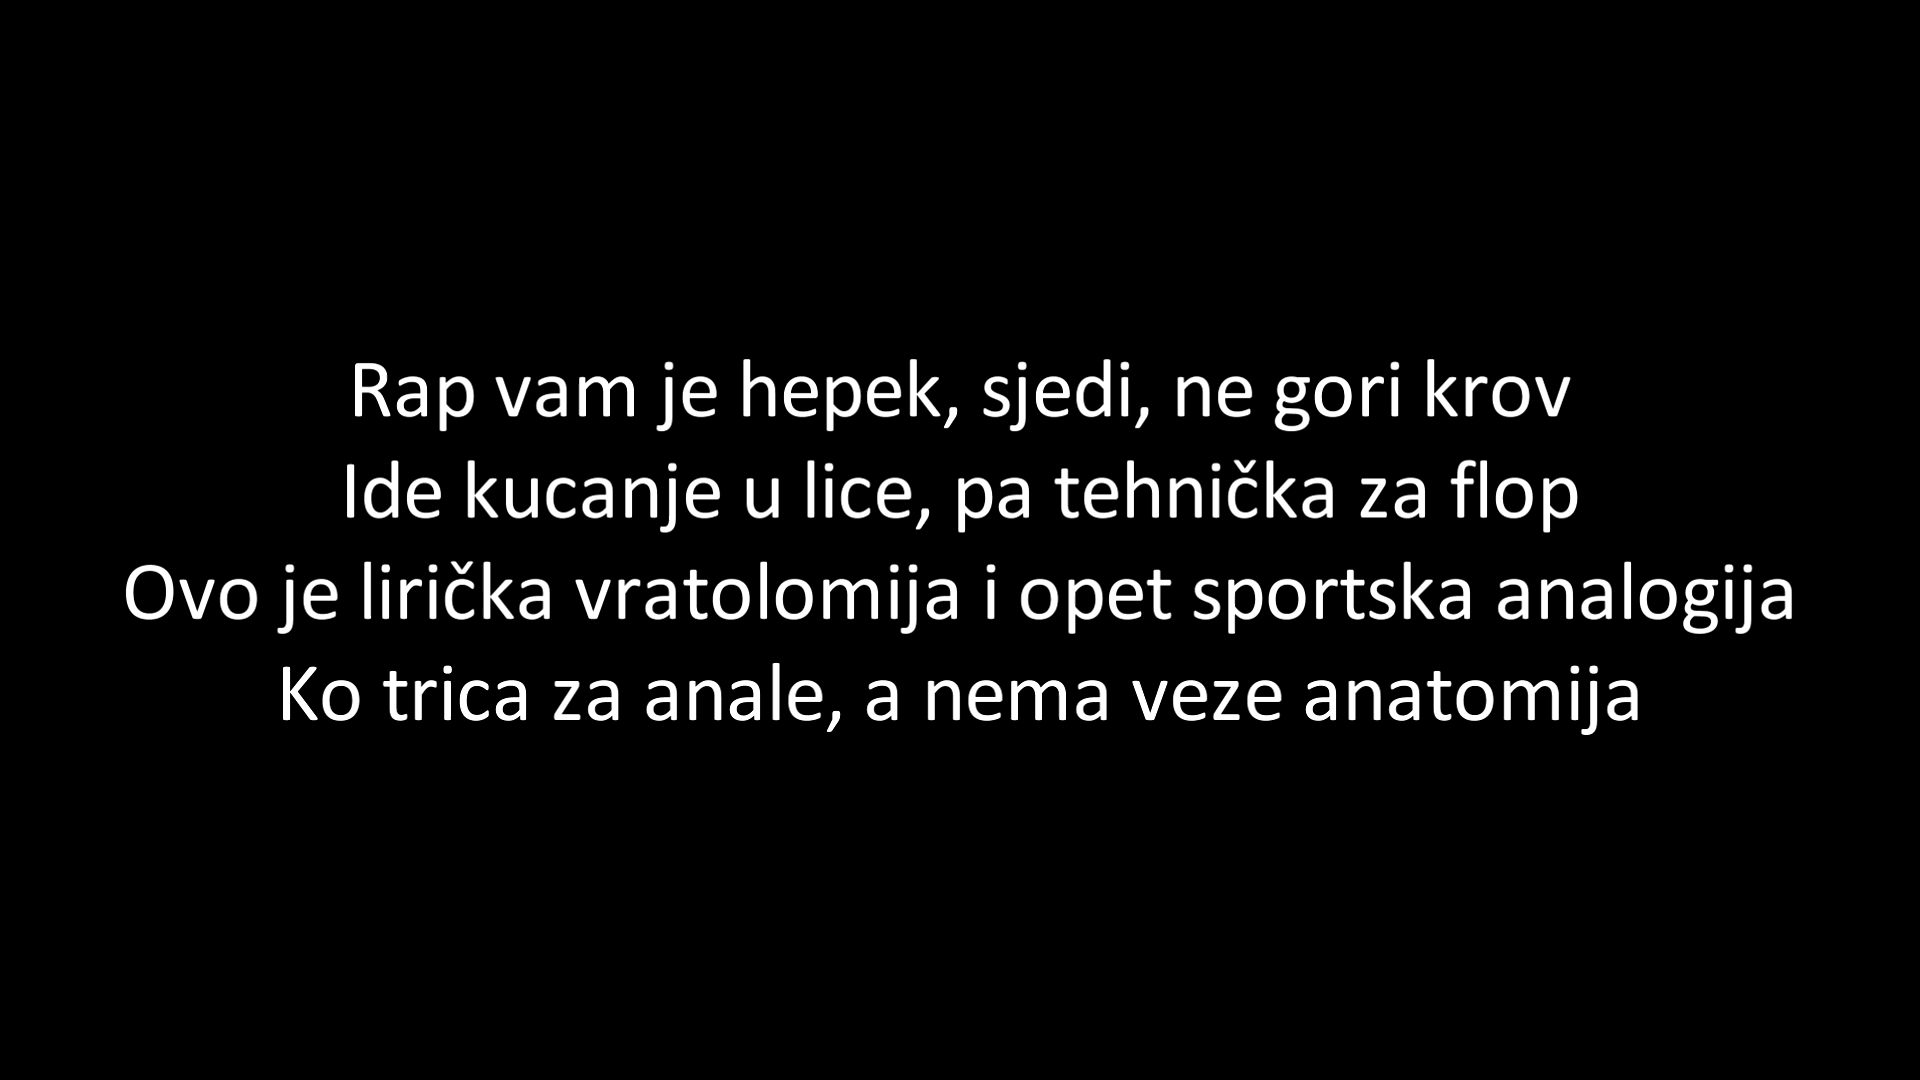 Rap vam je hepek, sjedi, ne gori krov
Ide kucanje u lice, pa tehnička za flop
Ovo je lirička vratolomija i opet sportska analogija
Ko trica za anale, a nema veze anatomija